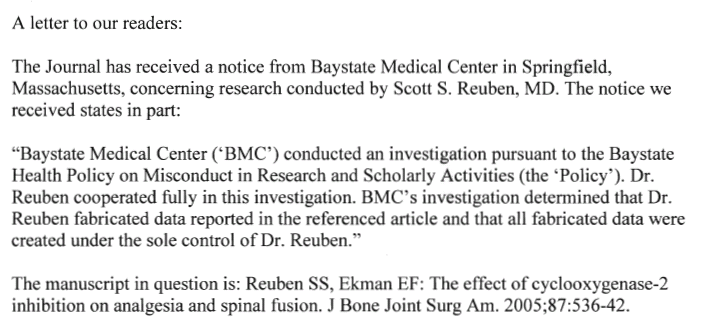 A letter to our readers:
The Journal has received a notice from Baystate Medical Center in Springfield,
Massachusetts, concerning research conducted by Scott S. Reuben, MD. The notice we
received states in part:
“Baystate Medical Center (‘BMC’) conducted an investigation pursuant to the Baystate
Health Policy on Misconduct in Research and Scholarly Activities (the ‘Policy’). Dr.
Reuben cooperated fully in this investigation. BMC’s investigation determined that Dr.
Reuben fabricated data reported in the referenced article and that all fabricated data were
created under the sole control of Dr. Reuben.”
The manuscript in question is: Reuben SS, Ekman EF: The effect of cyclooxygenase-2
inhibition on analgesia and spinal fusion. J Bone Joint Surg Am. 2005;87:536-42.